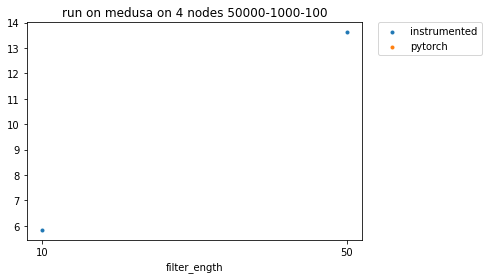 run on medusa on 4 nodes 50000-1000-100
14
13
12
11
10
9
8
7
6
10
50
filter_ength
instrumented
pytorch